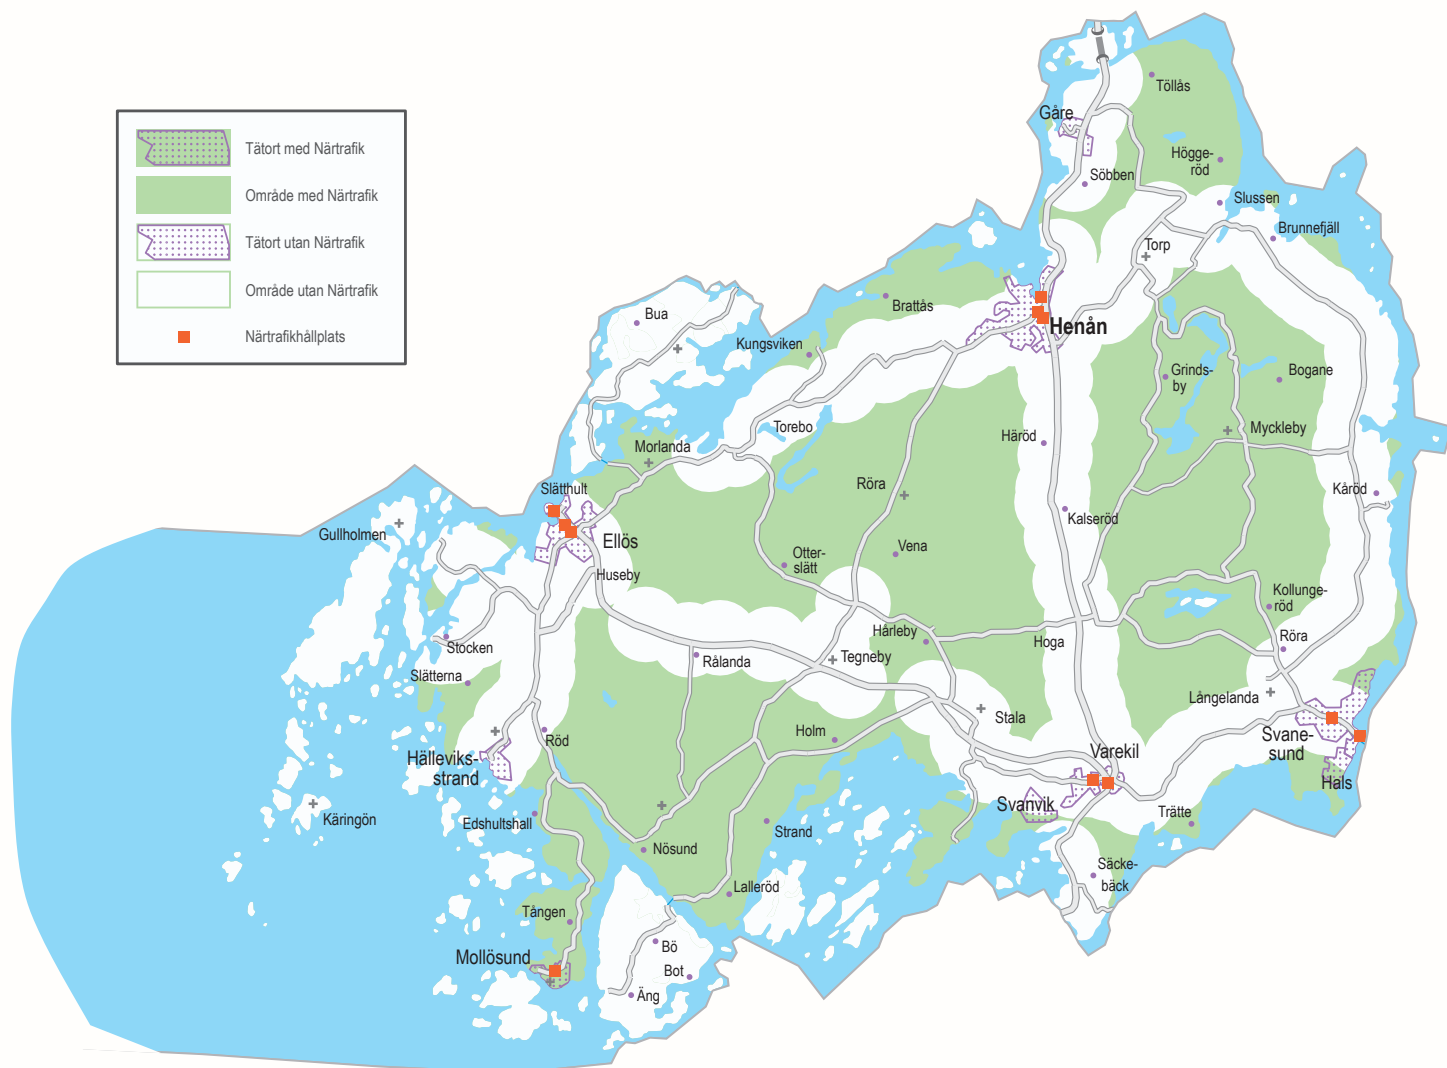 Tätort med Närtrafik
Område med Närtrafik
Tätort utan Närtrafik
Område utan Närtrafik
Närtrafikhållplats
Töllås
Gåre
Högge-
röd
Söbben
Slussen
Brunnefjäll
Torp
Brattås
Bua
Henån
Kungsviken
Grinds-
by
Bogane
Torebo
Myckleby
Häröd
Morlanda
Röra
Slätthult
Kåröd
Kalseröd
Gullholmen
Ellös
Vena
Otter-
slätt
Huseby
Kollunge-
röd
Hårleby
Hoga
Röra
Stocken
Tegneby
Rålanda
Slätterna
Långelanda
Stala
Holm
Röd
Svane-
sund
Varekil
Hälleviks-
strand
Hals
Svanvik
Trätte
Käringön
Edshultshall
Strand
Nösund
Säcke-
bäck
Lalleröd
Tången
Bö
Mollösund
Bot
Äng